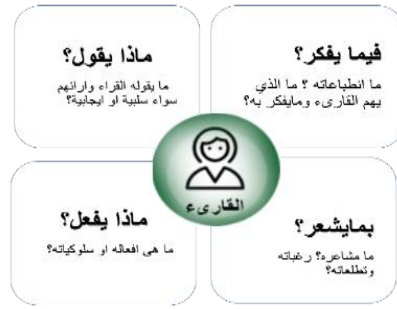 فيما يفكر؟
ما انطباعاته ؟ ما الذي
يهم القارىء ومايفكر به؟
ماذا يقول؟
ما يقوله القراء وارائهم
سواء سلبية او ايجابية؟
القارىء
بمايشعر؟
ما مشاعره؟ رغباته
وتطلعاته؟
ماذا يفعل؟
ما هى افعاله او سلوكياته؟